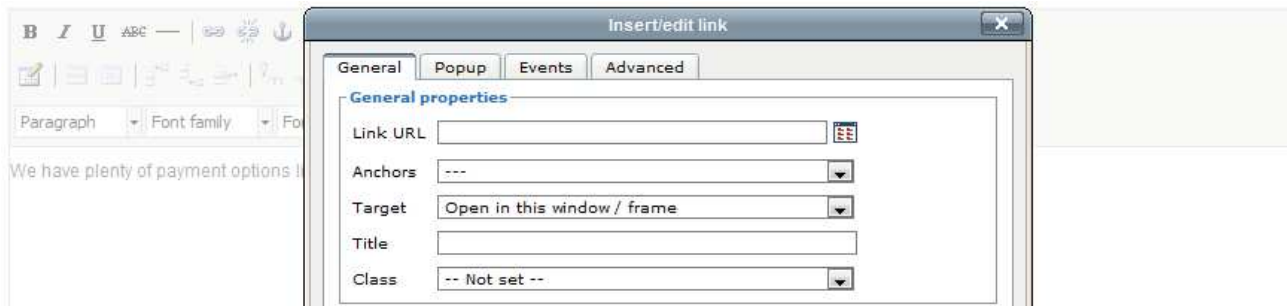 Insert/edit link
B I U ABC
General Popup Events Advanced
General properties
Paragraph Font family
Link URL
We have plenty of payment options
Anchors ---
Target Open in this window / frame
Title
Class -- Not set --